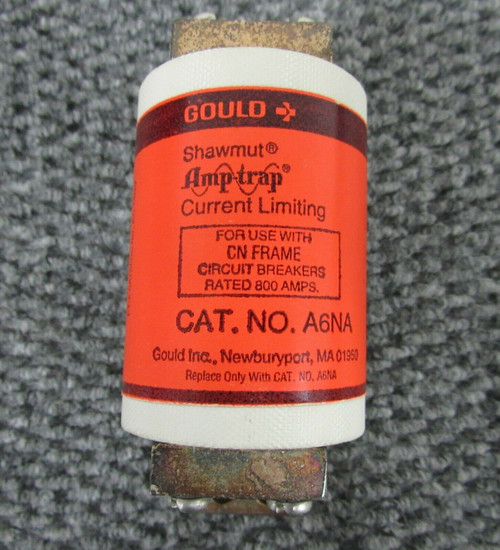 GOULD
Shawmut®
Amp-trap®
Current Limiting
FOR USE WITH
CN FRAME
CIRCUIT BREAKERS
RATED 800 AMPS.
CAT. NO. A6NA
Gould Inc., Newburyport, MA 01950
Replace Only With CAT. NO. A6NA